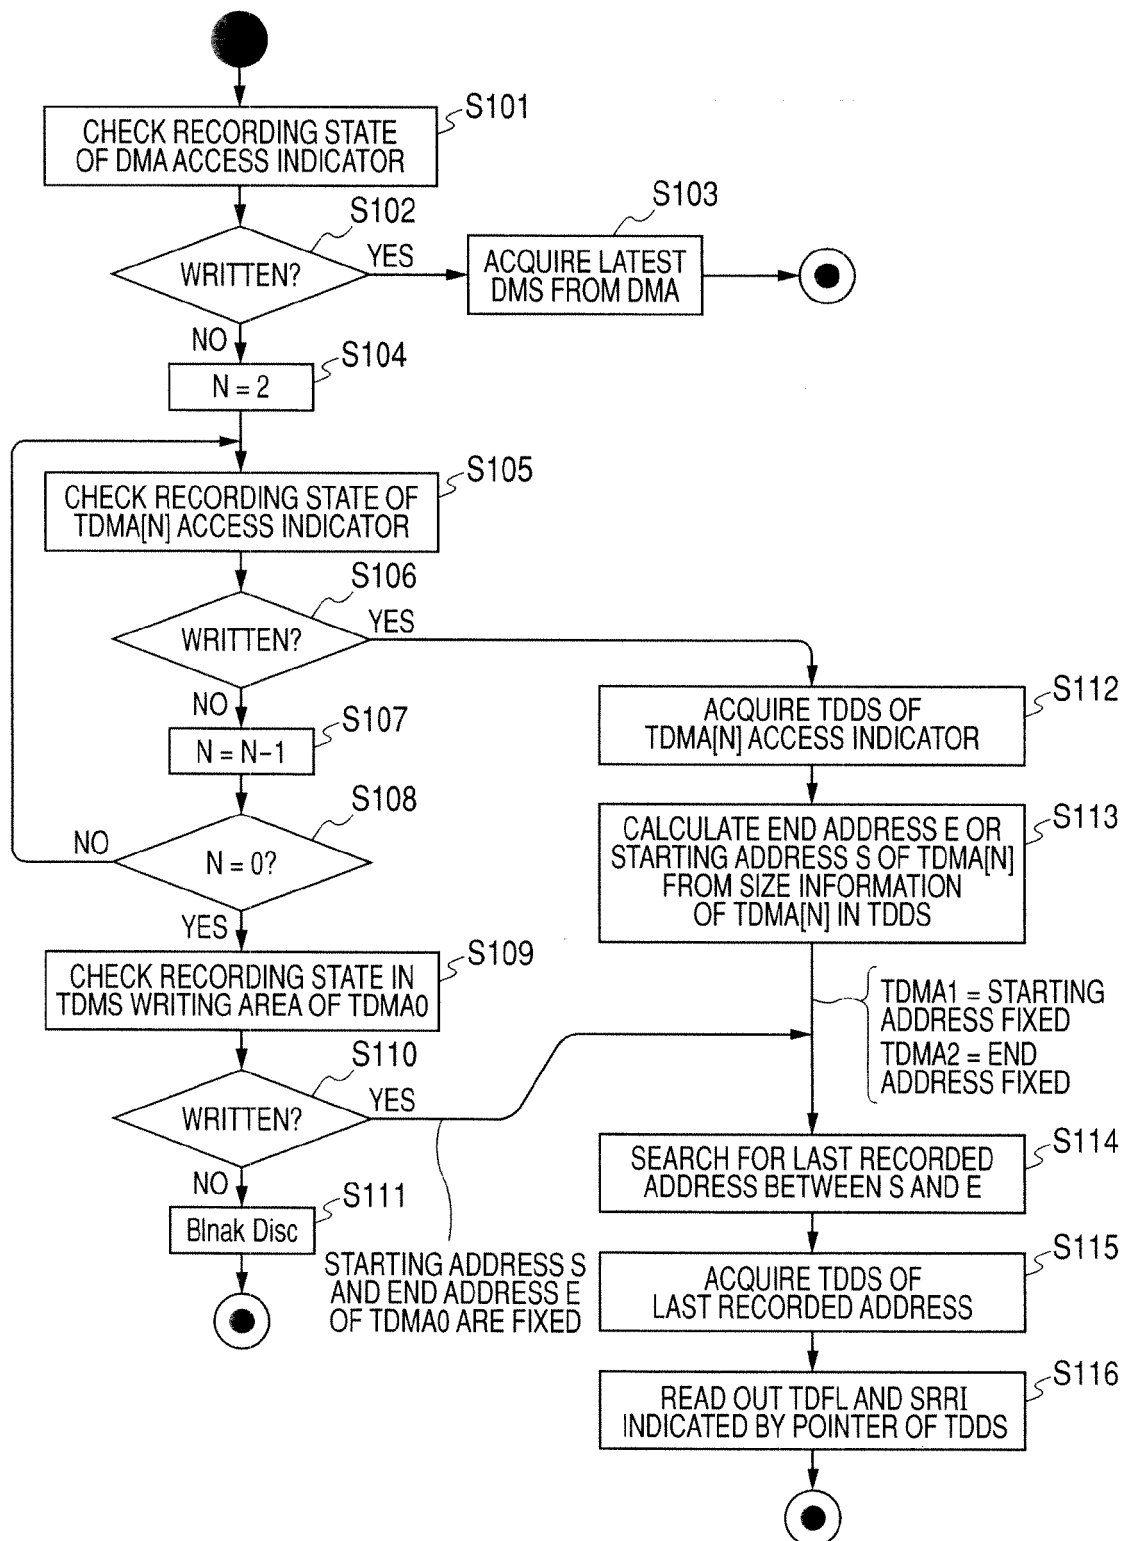 S101
CHECK RECORDING STATE
OF DMA ACCESS INDICATOR
S102
WRITTEN?
YES
S103
ACQUIRE LATEST
DMS FROM DMA
NO
S104
N = 2
S105
CHECK RECORDING STATE OF
TDMA[N] ACCESS INDICATOR
S106
WRITTEN?
YES
NO
S107
N = N-1
S108
N = 0?
NO
YES
S109
CHECK RECORDING STATE IN
TDMS WRITING AREA OF TDMA0
S110
WRITTEN?
YES
NO
S111
Blnak Disc
STARTING ADDRESS S
AND END ADDRESS E
OF TDMA0 ARE FIXED
S112
ACQUIRE TDDS OF
TDMA[N] ACCESS INDICATOR
S113
CALCULATE END ADDRESS E OR
STARTING ADDRESS S OF TDMA[N]
FROM SIZE INFORMATION
OF TDMA[N] IN TDDS
TDMA1 = STARTING
ADDRESS FIXED
TDMA2 = END
ADDRESS FIXED
S114
SEARCH FOR LAST RECORDED
ADDRESS BETWEEN S AND E
S115
ACQUIRE TDDS OF
LAST RECORDED ADDRESS
S116
READ OUT TDFL AND SRRI
INDICATED BY POINTER OF TDDS